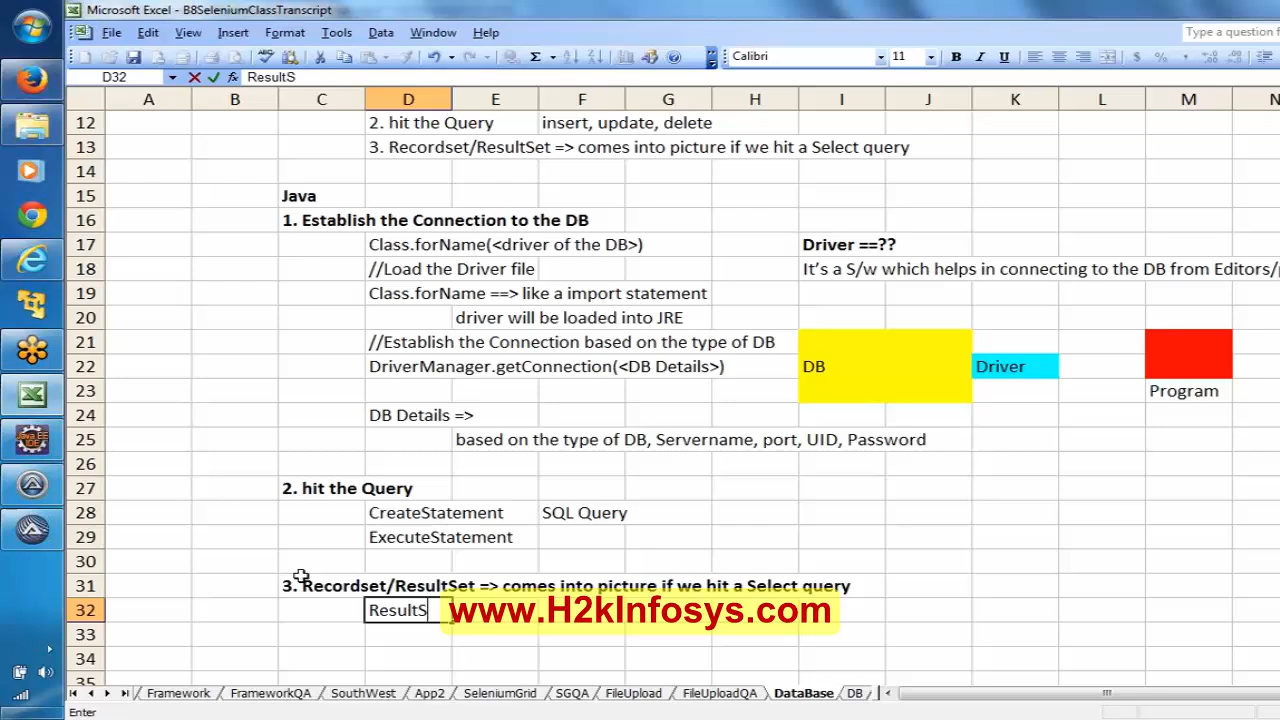 Microsoft Excel - B8SeleniumClassTranscript
File Edit View Insert Format Tools Data Window Help
Type a question f
Calibri 11 B I U $ %
D32 fx ResultS
A B C D E F G H I J K L M N
12 2. hit the Query insert, update, delete
13 3. Recordset/ResultSet => comes into picture if we hit a Select query
14
15 Java
16 1. Establish the Connection to the DB
17 Class.forName(<driver of the DB>) Driver ==??
18 //Load the Driver file It's a S/w which helps in connecting to the DB from Editors/p
19 Class.forName ==> like a import statement
20 driver will be loaded into JRE
21 //Establish the Connection based on the type of DB
22 DriverManager.getConnection(<DB Details>) DB Driver
23 Program
24 DB Details =>
25 based on the type of DB, Servername, port, UID, Password
26
27 2. hit the Query
28 CreateStatement SQL Query
29 ExecuteStatement
30
31 3. Recordset/ResultSet => comes into picture if we hit a Select query
32 ResultS www.H2kInfosys.com
33
34
35
Framework FrameworkQA SouthWest App2 SeleniumGrid SGQA FileUpload FileUploadQA DataBase DB
Enter